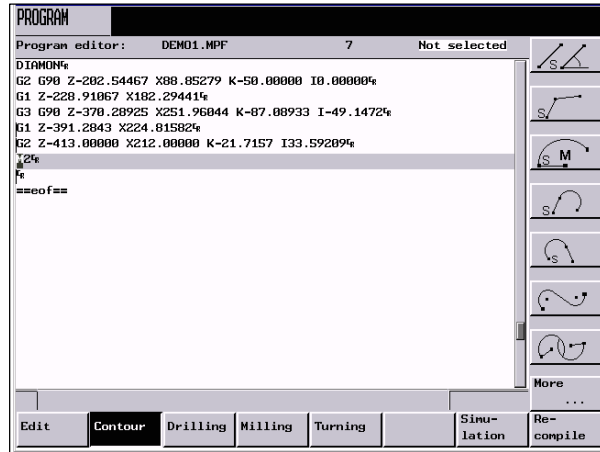 PROGRAM
Program editor: DEMO1.MPF 7 Not selected
DIAMON
G2 G90 Z-202.54467 X88.85279 K-50.00000 I0.00000
G1 Z-228.91067 X182.29441
G3 G90 Z-370.28925 X251.96044 K-87.08933 I-49.1472
G1 Z-391.2843 X224.81582
G2 Z-413.00000 X212.00000 K-21.7157 I33.59209
==eof==
S
S
S M
S
S
More
...
Edit Contour Drilling Milling Turning Simu-
lation Re-
compile